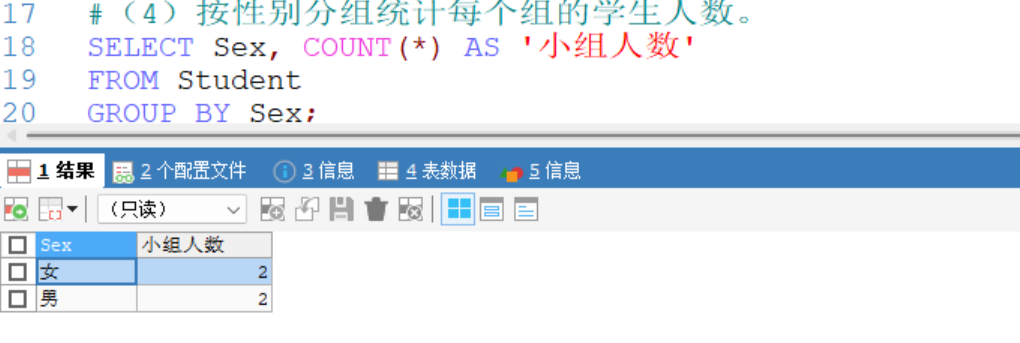 17 #（4）按性别分组统计每个组的学生人数。
18 SELECT Sex, COUNT(*) AS '小组人数'
19 FROM Student
20 GROUP BY Sex;
1 结果 2 个配置文件 3 信息 4 表数据 5 信息
（只读）
Sex 小组人数
女 2
男 2